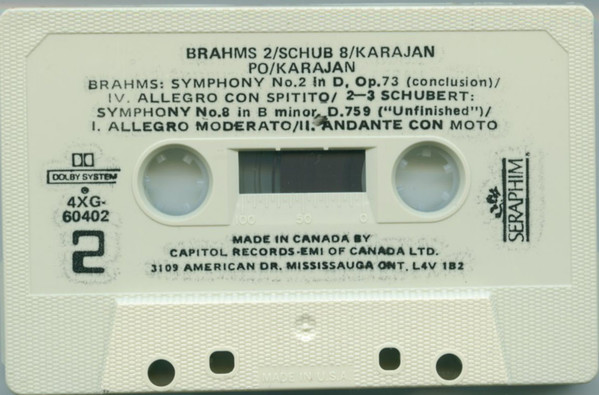 BRAHMS 2/SCHUB 8/KARAJAN
PO/KARAJAN
BRAHMS: SYMPHONY No.2 in D, Op.73 (conclusion)/
IV. ALLEGRO CON SPITITO/ 2—3 SCHUBERT:
SYMPHONY No.8 in B minor, D.759 ("Unfinished")/
I. ALLEGRO MODERATO/II. ANDANTE CON MOTO
DOLBY SYSTEM
4XG-
60402
2
SERAPHIM
100 50 0
MADE IN CANADA BY
CAPITOL RECORDS-EMI OF CANADA LTD.
3109 AMERICAN DR. MISSISSAUGA ONT. L4V 1B2